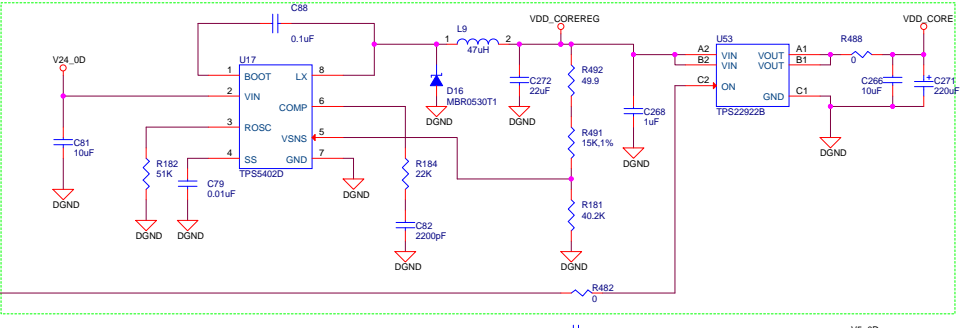 C88
0.1uF
V24_0D
U17
1 BOOT LX 8
2 VIN
COMP 6
3 ROSC
VSNS 5
4 SS GND 7
TPS5402D
C81
10uF
R182
51K
C79
0.01uF
DGND
DGND
DGND
DGND
R184
22K
C82
2200pF
DGND
L9
1 2
47uH
D16
MBR0530T1
DGND
VDD_COREREG
C272
22uF
DGND
R492
49.9
R491
15K,1%
R181
40.2K
DGND
C268
1uF
DGND
U53
A2 VIN VOUT A1
B2 VIN VOUT B1
C2 ON
GND C1
TPS22922B
R488
0
VDD_CORE
C266
10uF
C271
+
220uF
DGND
R482
0